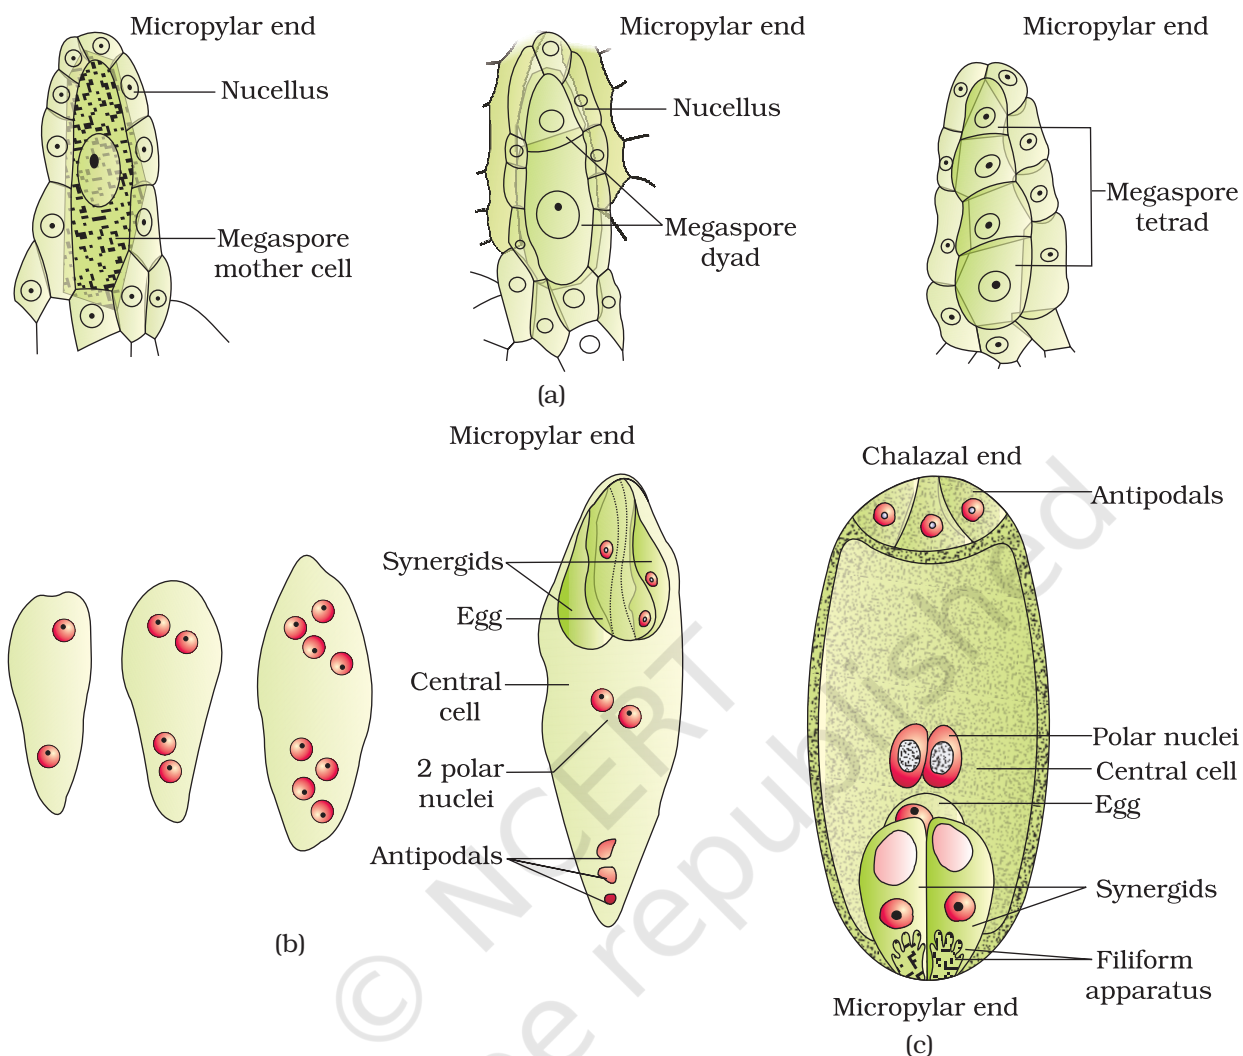 Micropylar end
Nucellus
Megaspore
mother cell
Micropylar end
Nucellus
Megaspore
dyad
Micropylar end
Megaspore
tetrad
(a)
Micropylar end
Synergids
Egg
Central
cell
2 polar
nuclei
Antipodals
(b)
Chalazal end
Antipodals
Polar nuclei
Central cell
Egg
Synergids
Filiform
apparatus
Micropylar end
(c)
© NCERT
be republished